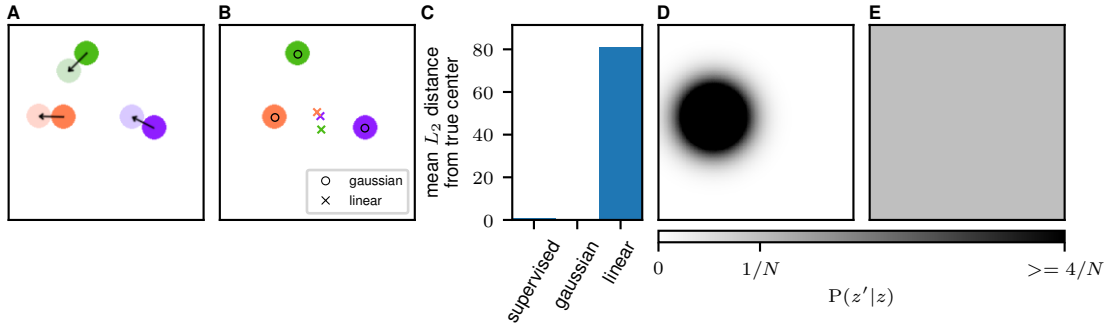 A
B
gaussian
linear
C
mean L₂ distance
from true center
80
60
40
20
0
supervised
gaussian
linear
D
E
0
1/N
>= 4/N
P(z′|z)